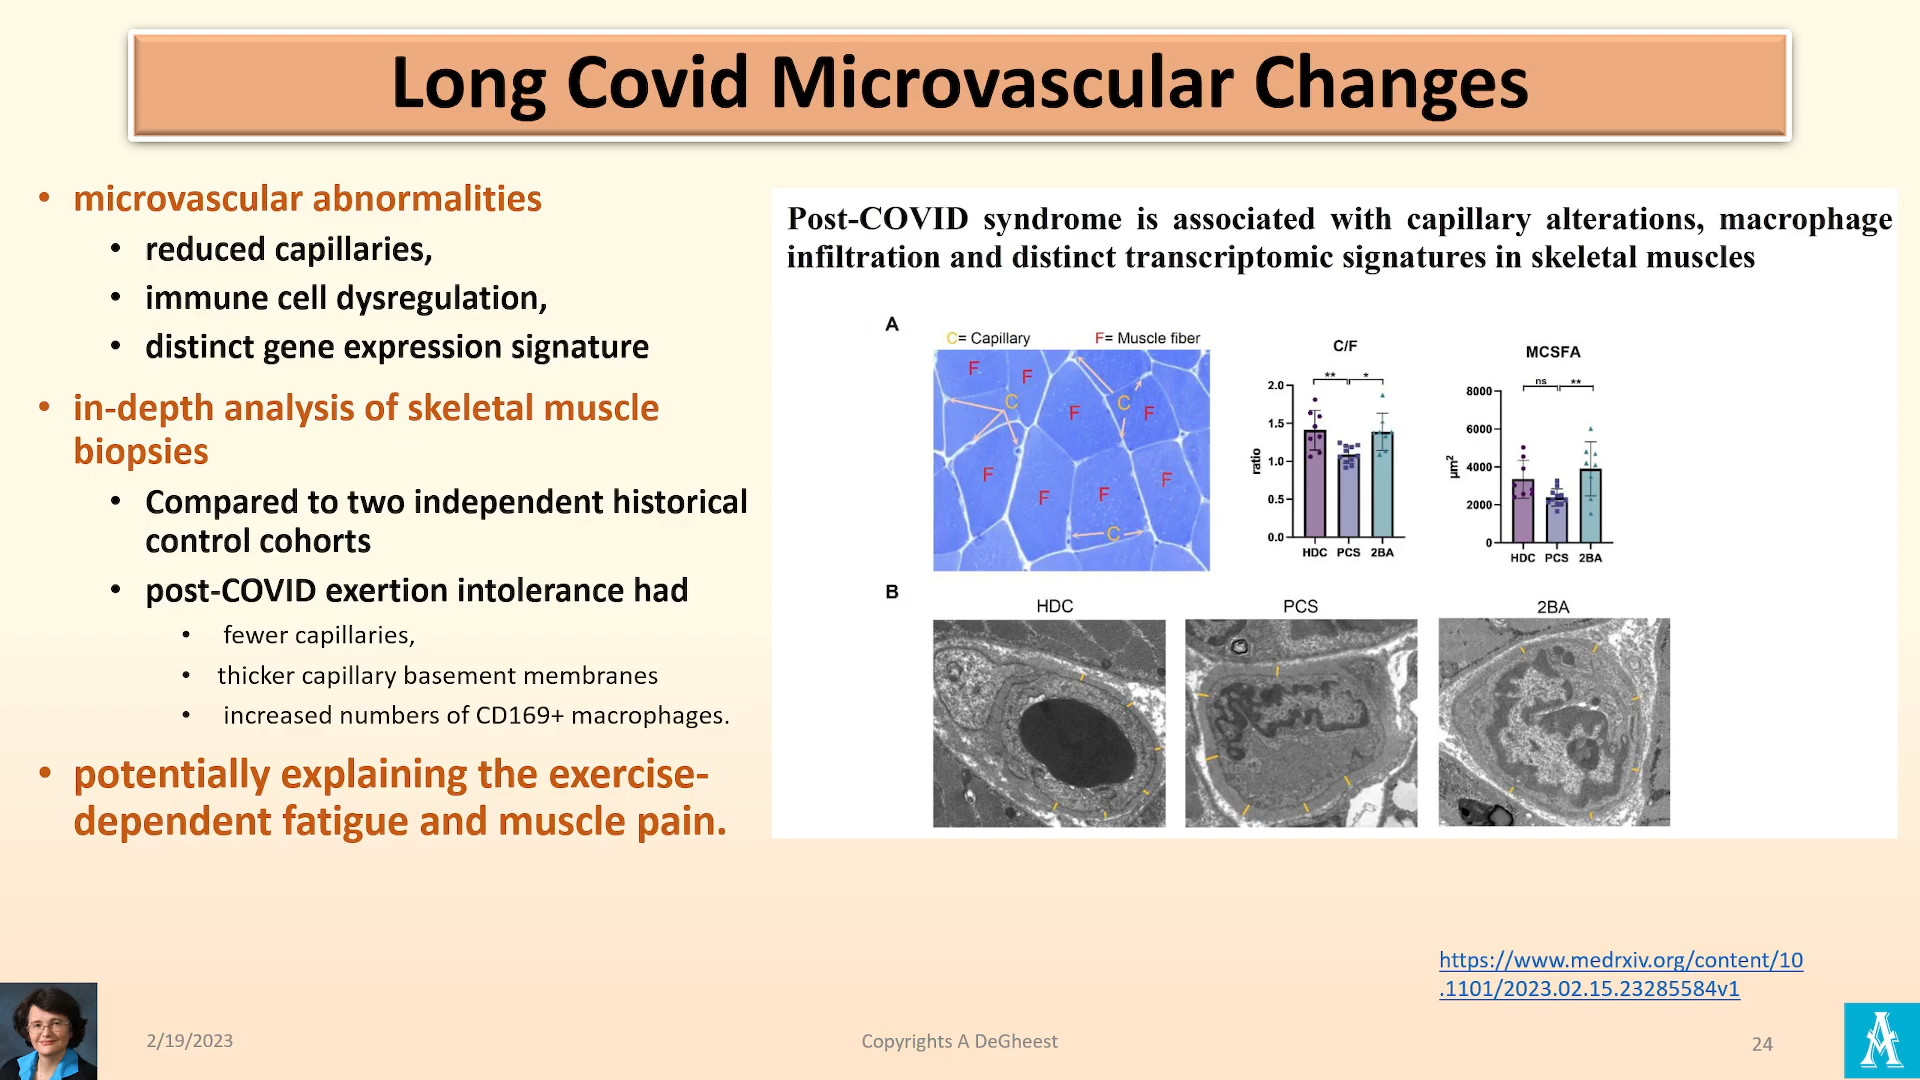 Long Covid Microvascular Changes
• microvascular abnormalities
• reduced capillaries,
• immune cell dysregulation,
• distinct gene expression signature
• in-depth analysis of skeletal muscle
biopsies
• Compared to two independent historical
control cohorts
• post-COVID exertion intolerance had
• fewer capillaries,
• thicker capillary basement membranes
• increased numbers of CD169+ macrophages.
• potentially explaining the exercise-
dependent fatigue and muscle pain.
Post-COVID syndrome is associated with capillary alterations, macrophage
infiltration and distinct transcriptomic signatures in skeletal muscles
A
C= Capillary F= Muscle fiber
F F C C F F F F F F F C
C/F
** *
2.0
1.5
1.0
0.5
0.0
ratio
HDC PCS 2BA
MCSFA
ns **
8000
6000
4000
2000
0
µm²
HDC PCS 2BA
B
HDC PCS 2BA
https://www.medrxiv.org/content/10
.1101/2023.02.15.23285584v1
2/19/2023
Copyrights A DeGheest
24
A